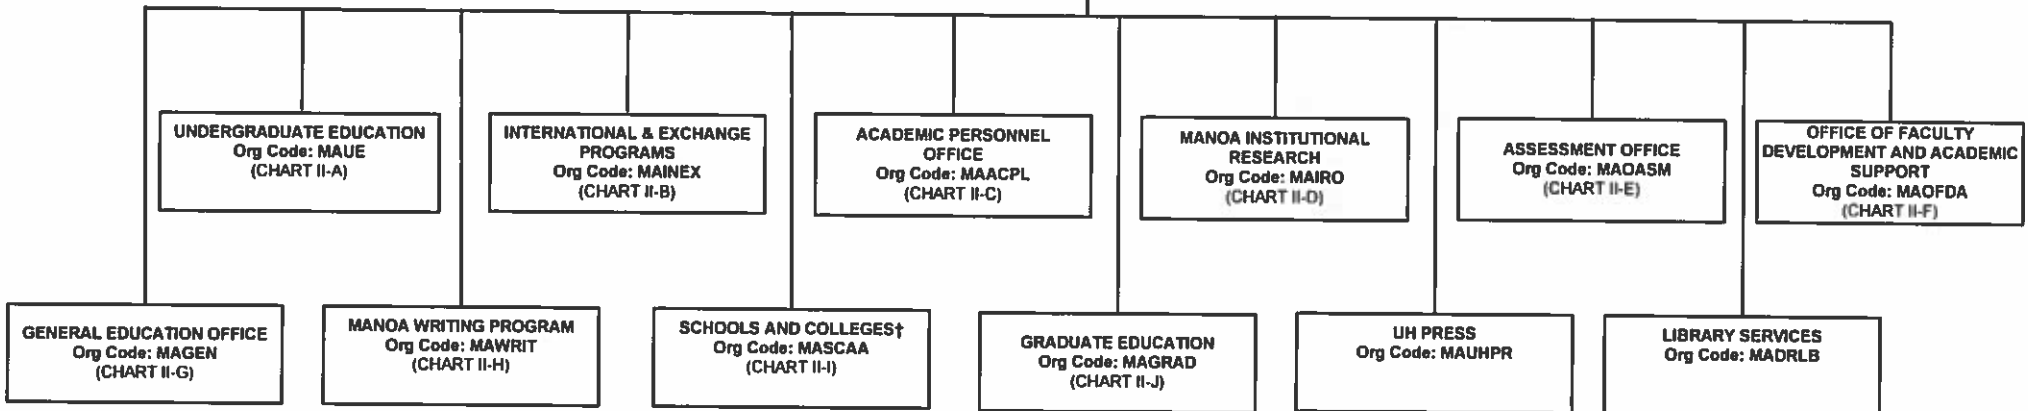 UNDERGRADUATE EDUCATION
Org Code: MAUE
(CHART II-A)
INTERNATIONAL & EXCHANGE
PROGRAMS
Org Code: MAINEX
(CHART II-B)
ACADEMIC PERSONNEL
OFFICE
Org Code: MAACPL
(CHART II-C)
MANOA INSTITUTIONAL
RESEARCH
Org Code: MAIRO
(CHART II-D)
ASSESSMENT OFFICE
Org Code: MAOASM
(CHART II-E)
OFFICE OF FACULTY
DEVELOPMENT AND ACADEMIC
SUPPORT
Org Code: MAOFDA
(CHART II-F)
GENERAL EDUCATION OFFICE
Org Code: MAGEN
(CHART II-G)
MANOA WRITING PROGRAM
Org Code: MAWRIT
(CHART II-H)
SCHOOLS AND COLLEGES†
Org Code: MASCAA
(CHART II-I)
GRADUATE EDUCATION
Org Code: MAGRAD
(CHART II-J)
UH PRESS
Org Code: MAUHPR
LIBRARY SERVICES
Org Code: MADRLB